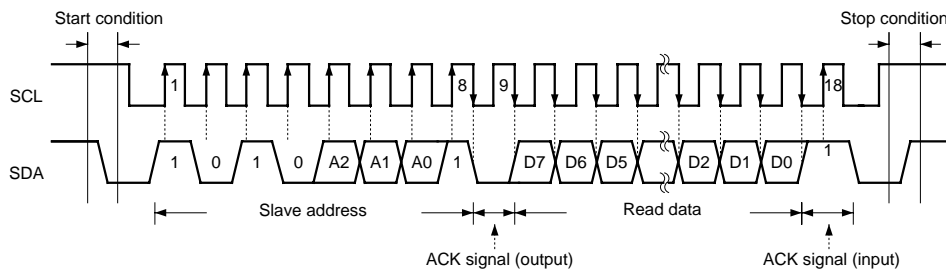 Start condition Stop condition
SCL 1 8 9 18
SDA 1 0 1 0 A2 A1 A0 1 D7 D6 D5 D2 D1 D0 1
Slave address Read data
ACK signal (output) ACK signal (input)